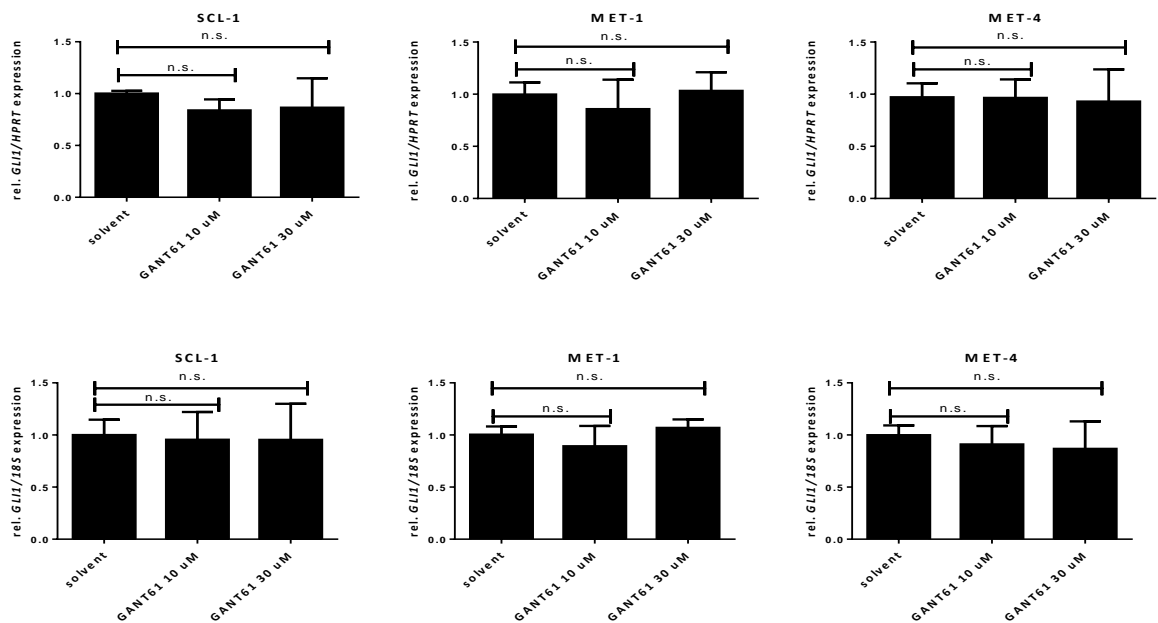 SCL-1
rel. GLI1/HPRT expression
1.5
1.0
0.5
0.0
n.s.
n.s.
solvent
GANT61 10 uM
GANT61 30 uM
MET-1
rel. GLI1/HPRT expression
1.5
1.0
0.5
0.0
n.s.
n.s.
solvent
GANT61 10 uM
GANT61 30 uM
MET-4
rel. GLI1/HPRT expression
1.5
1.0
0.5
0.0
n.s.
n.s.
solvent
GANT61 10 uM
GANT61 30 uM
SCL-1
rel. GLI1/18S expression
1.5
1.0
0.5
0.0
n.s.
n.s.
solvent
GANT61 10 uM
GANT61 30 uM
MET-1
rel. GLI1/18S expression
1.5
1.0
0.5
0.0
n.s.
n.s.
solvent
GANT61 10 uM
GANT61 30 uM
MET-4
rel. GLI1/18S expression
1.5
1.0
0.5
0.0
n.s.
n.s.
solvent
GANT61 10 uM
GANT61 30 uM